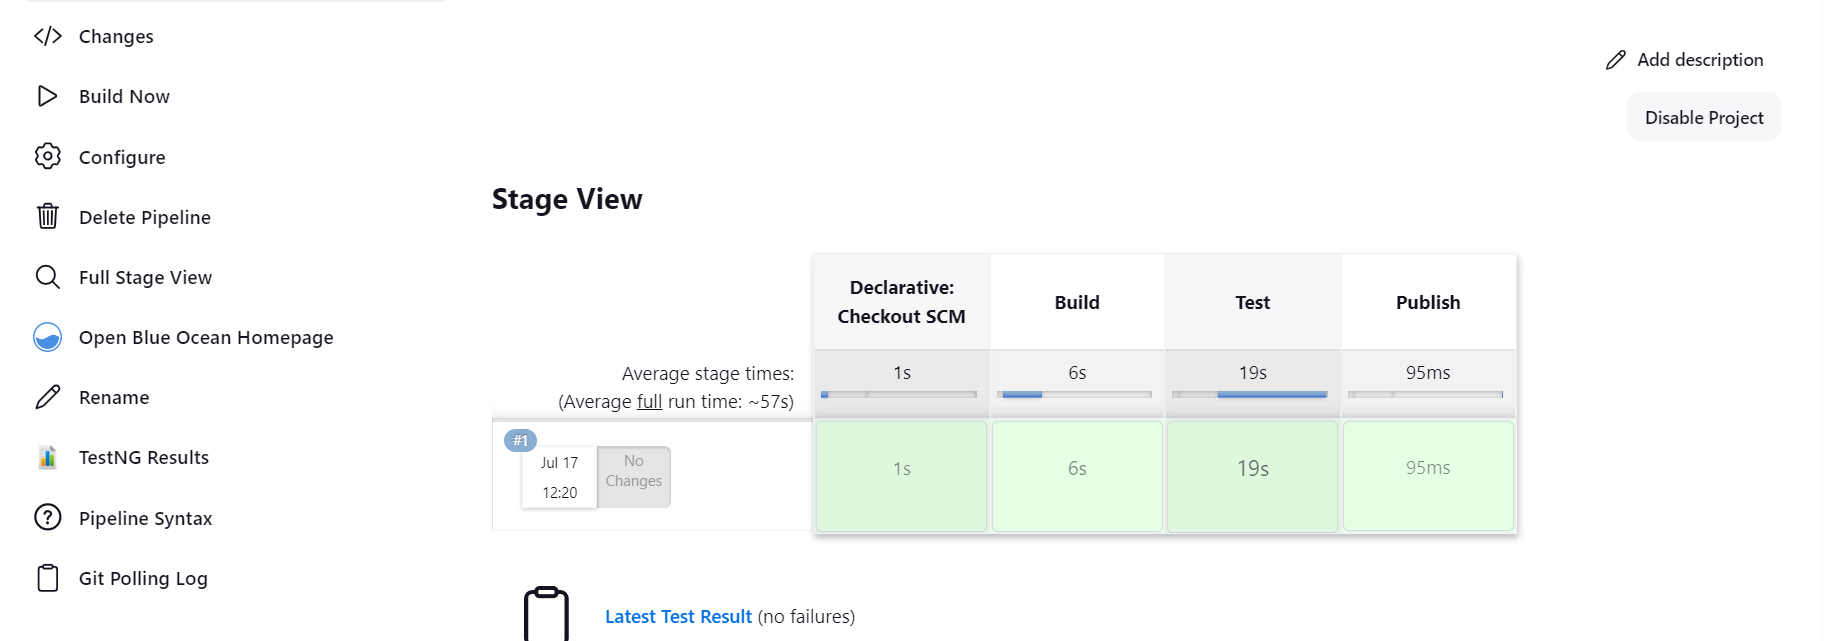 Changes
Build Now
Configure
Delete Pipeline
Full Stage View
Open Blue Ocean Homepage
Rename
TestNG Results
Pipeline Syntax
Git Polling Log
Add description
Disable Project
Stage View
Declarative:
Checkout SCM
Build
Test
Publish
Average stage times:
(Average full run time: ~57s)
1s
6s
19s
95ms
#1
Jul 17
12:20
No
Changes
1s
6s
19s
95ms
Latest Test Result (no failures)